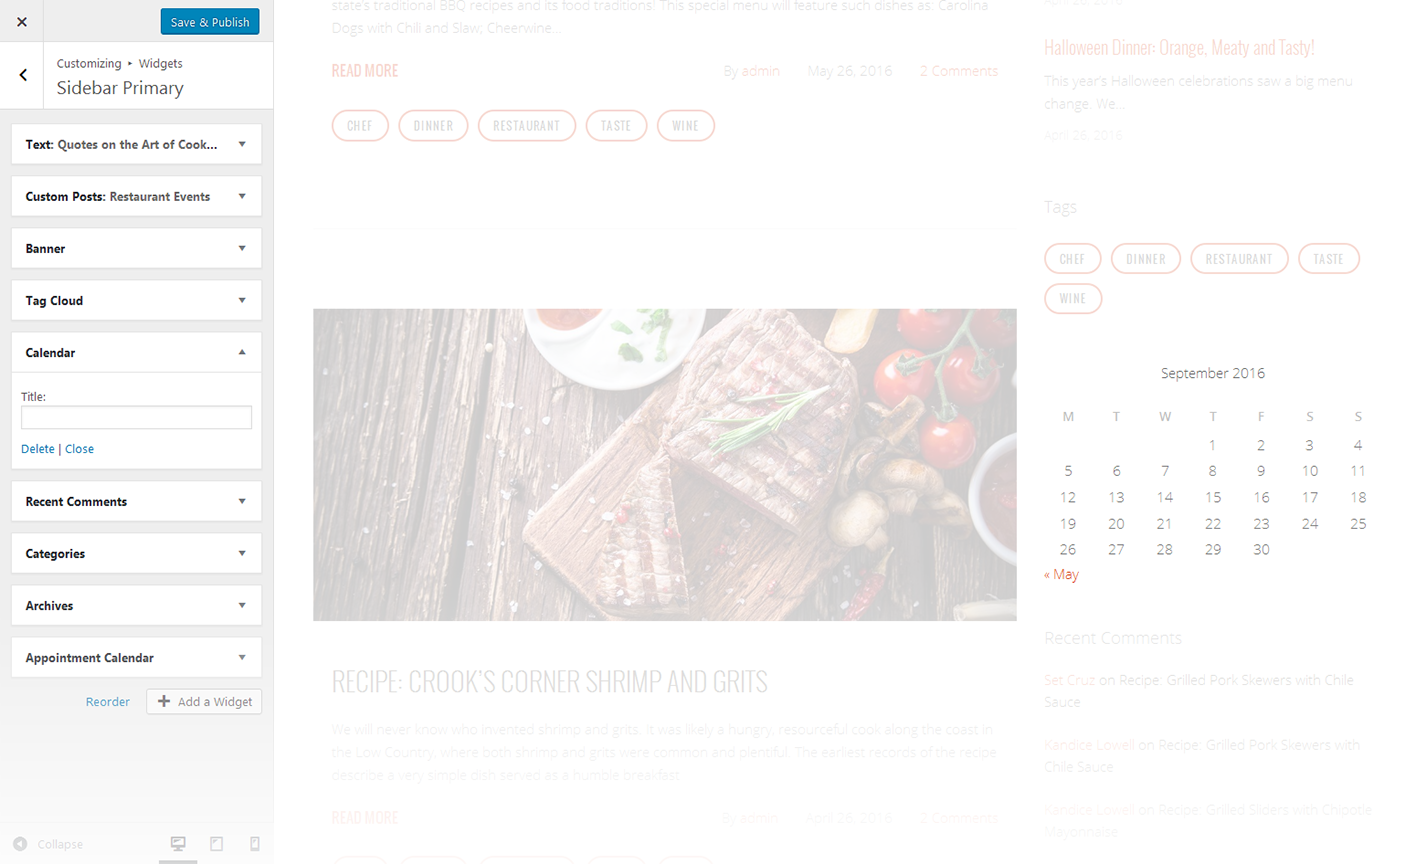 Save & Publish
Customizing ▸ Widgets
Sidebar Primary
Text: Quotes on the Art of Cook...
Custom Posts: Restaurant Events
Banner
Tag Cloud
Calendar
Title:
Delete | Close
Recent Comments
Categories
Archives
Appointment Calendar
Reorder
Add a Widget
Collapse
state's traditional BBQ recipes and its food traditions! This special menu will feature such dishes as: Carolina
Dogs with Chili and Slaw; Cheerwine...
READ MORE
By admin May 26, 2016 2 Comments
CHEF DINNER RESTAURANT TASTE WINE
RECIPE: CROOK'S CORNER SHRIMP AND GRITS
We will never know who invented shrimp and grits. It was likely a hungry, resourceful cook along the coast in
the Low Country, where both shrimp and grits were common and plentiful. The earliest records of the recipe
describe a very simple dish served as a humble breakfast
READ MORE
By admin April 26, 2016 2 Comments
April 26, 2016
Halloween Dinner: Orange, Meaty and Tasty!
This year's Halloween celebrations saw a big menu
change. We...
April 26, 2016
Tags
CHEF DINNER RESTAURANT TASTE
WINE
September 2016
M T W T F S S
1 2 3 4
5 6 7 8 9 10 11
12 13 14 15 16 17 18
19 20 21 22 23 24 25
26 27 28 29 30
« May
Recent Comments
Set Cruz on Recipe: Grilled Pork Skewers with Chile
Sauce
Kandice Lowell on Recipe: Grilled Pork Skewers with
Chile Sauce
Kandice Lowell on Recipe: Grilled Sliders with Chipotle
Mayonnaise